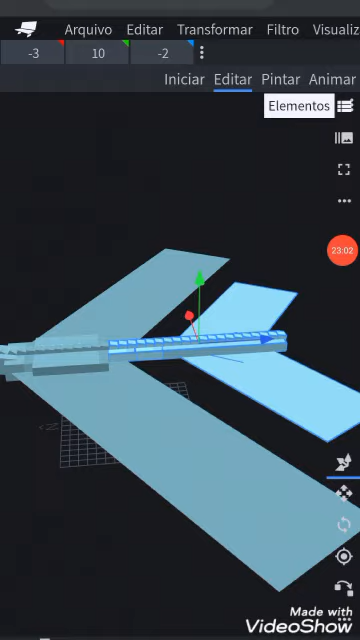 Arquivo Editar Transformar Filtro Visualiz
-3 10 -2
Iniciar Editar Pintar Animar
Elementos
23:02
Made with
VideoShow